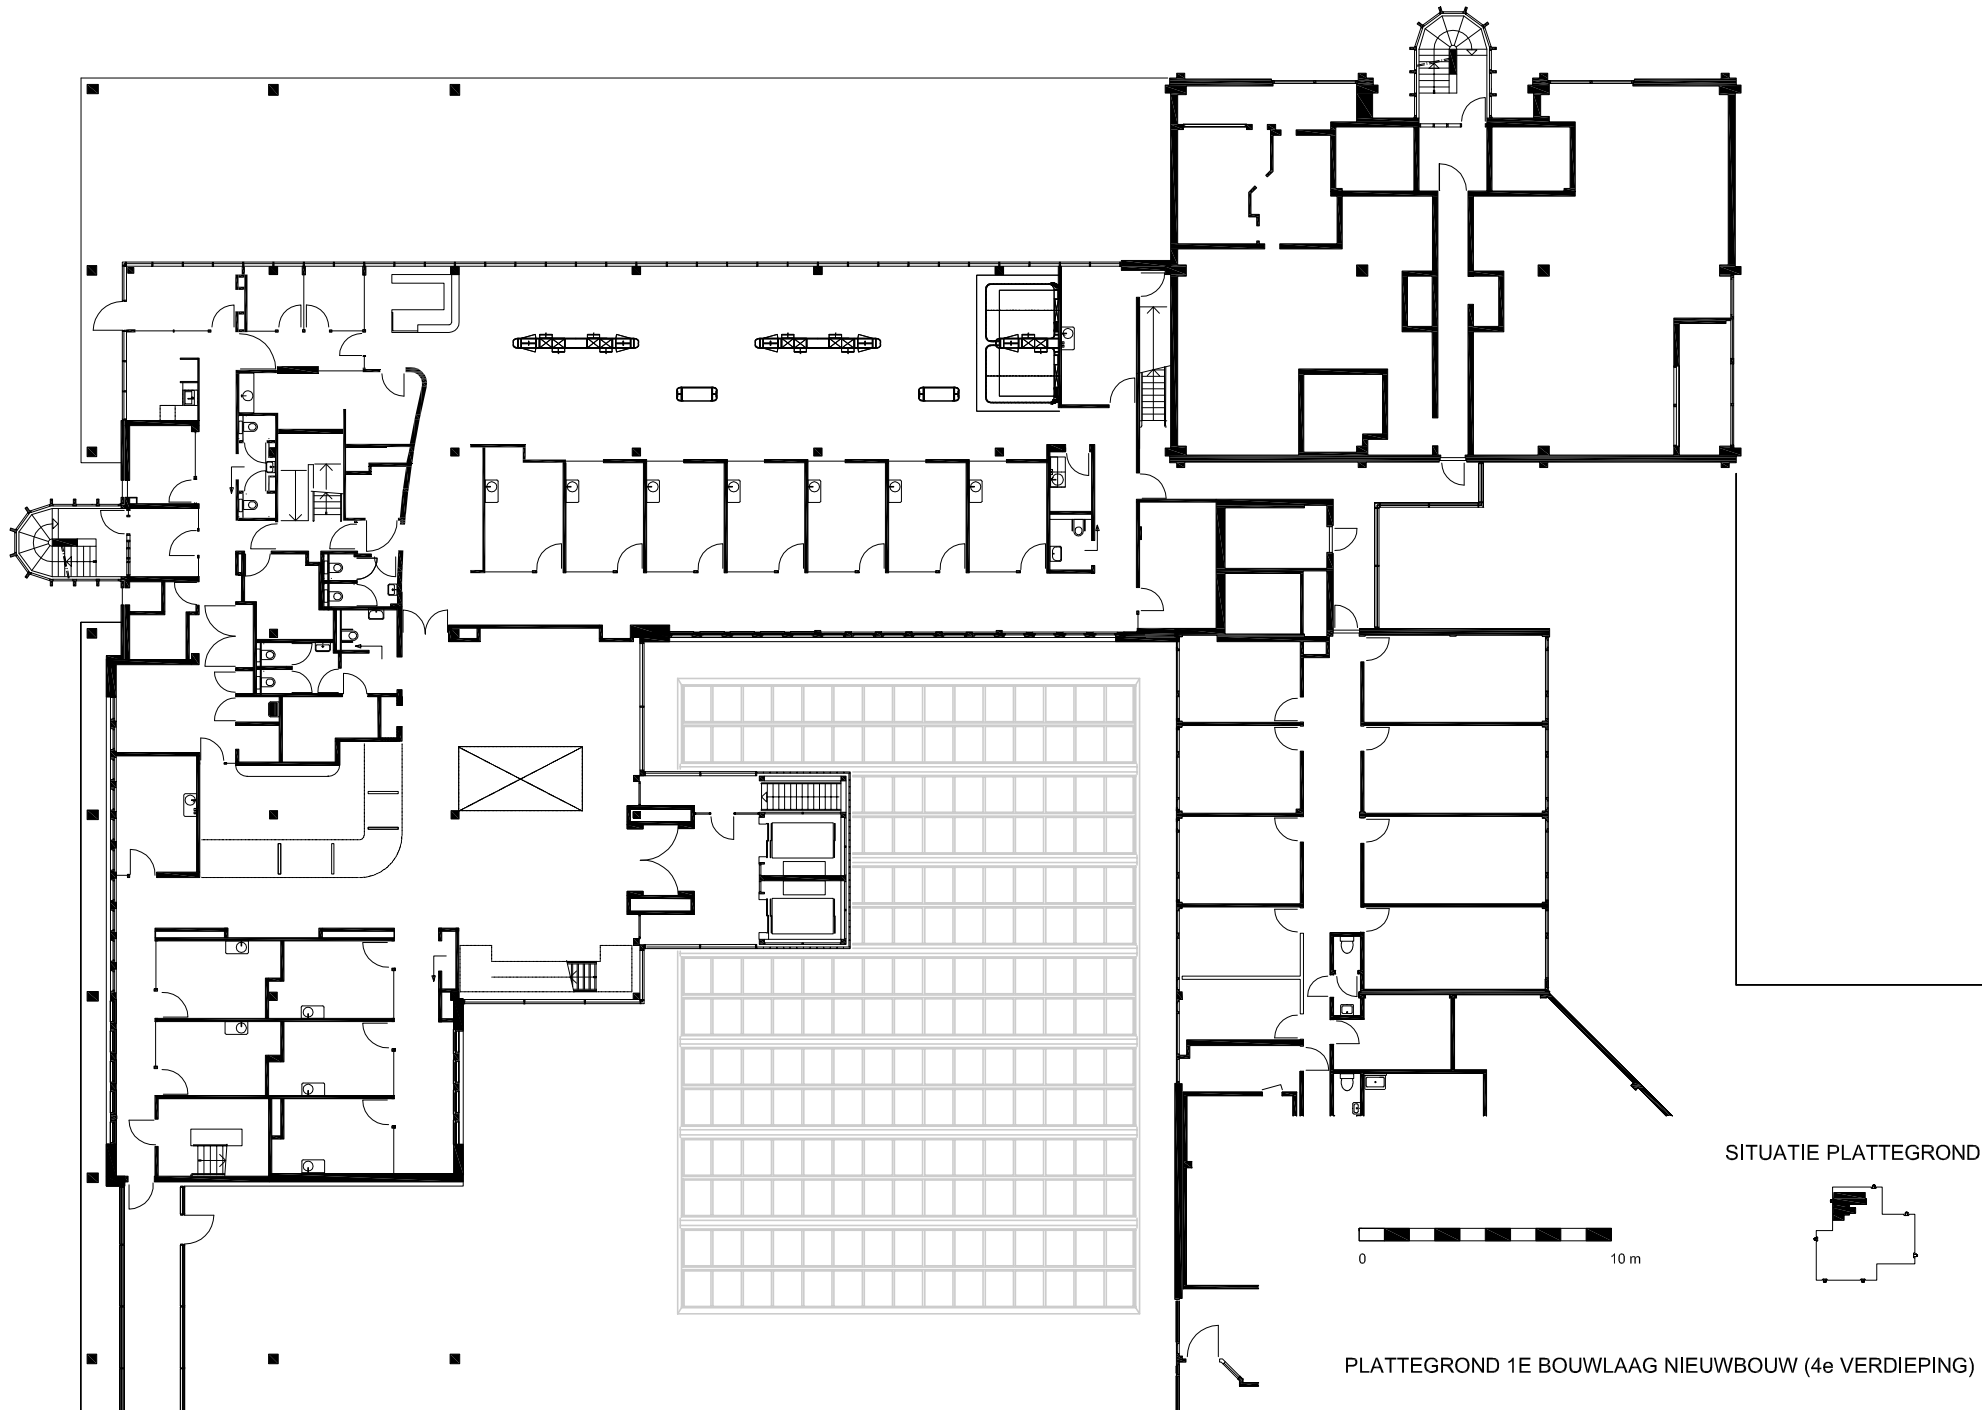 SITUATIE PLATTEGROND
0 10 m
PLATTEGROND 1E BOUWLAAG NIEUWBOUW (4e VERDIEPING)